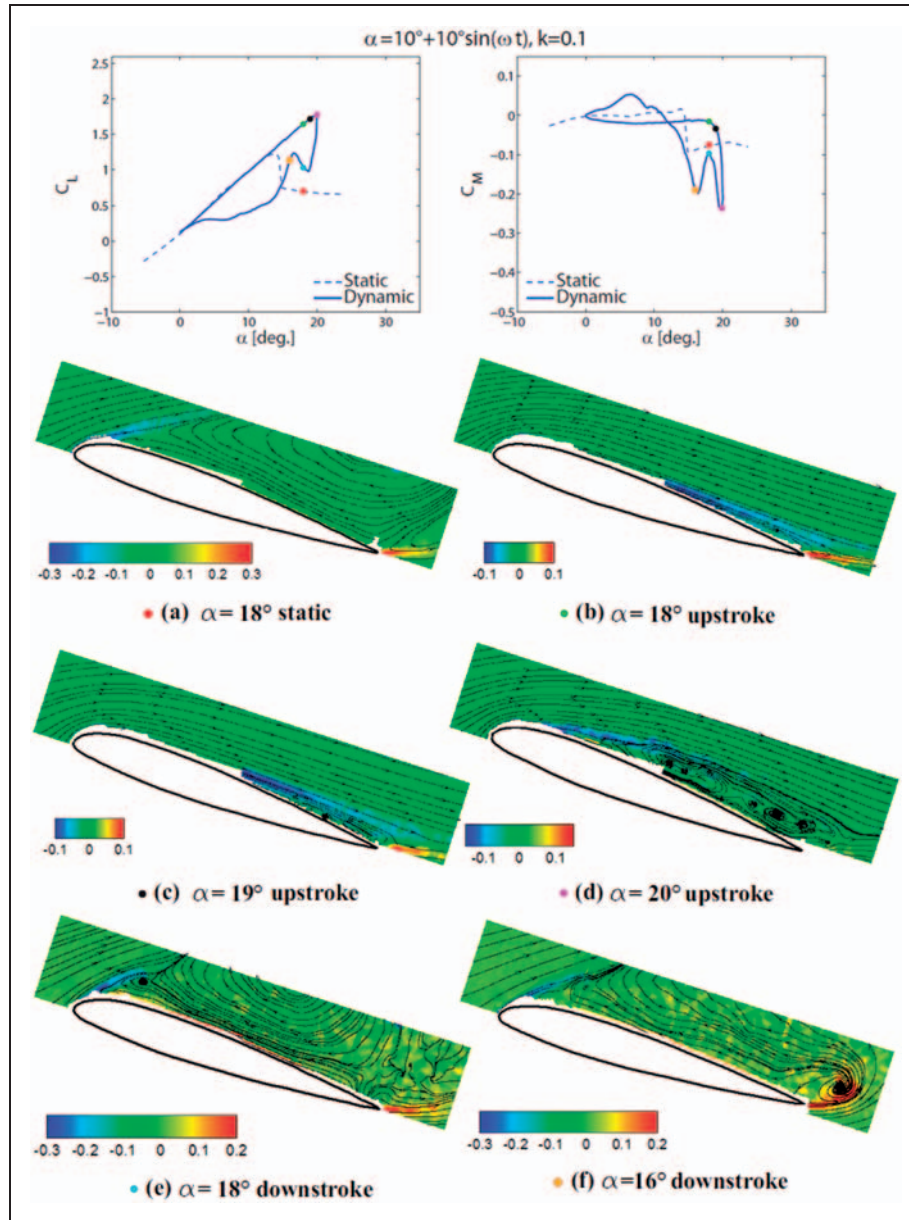 α=10°+10°sin(ωt), k=0.1
2.5
2
1.5
1
0.5
0
−0.5
−1
C_L
−10
0
10
20
30
α [deg.]
Static
Dynamic
0.1
0
−0.1
−0.2
−0.3
−0.4
−0.5
C_M
−10
0
10
20
30
α [deg.]
Static
Dynamic
-0.3 -0.2 -0.1 0 0.1 0.2 0.3
(a) α= 18° static
-0.1 0 0.1
(b) α= 18° upstroke
-0.1 0 0.1
(c) α= 19° upstroke
-0.1 0 0.1
(d) α= 20° upstroke
-0.3 -0.2 -0.1 0 0.1 0.2
(e) α= 18° downstroke
-0.3 -0.2 -0.1 0 0.1 0.2
(f) α=16° downstroke